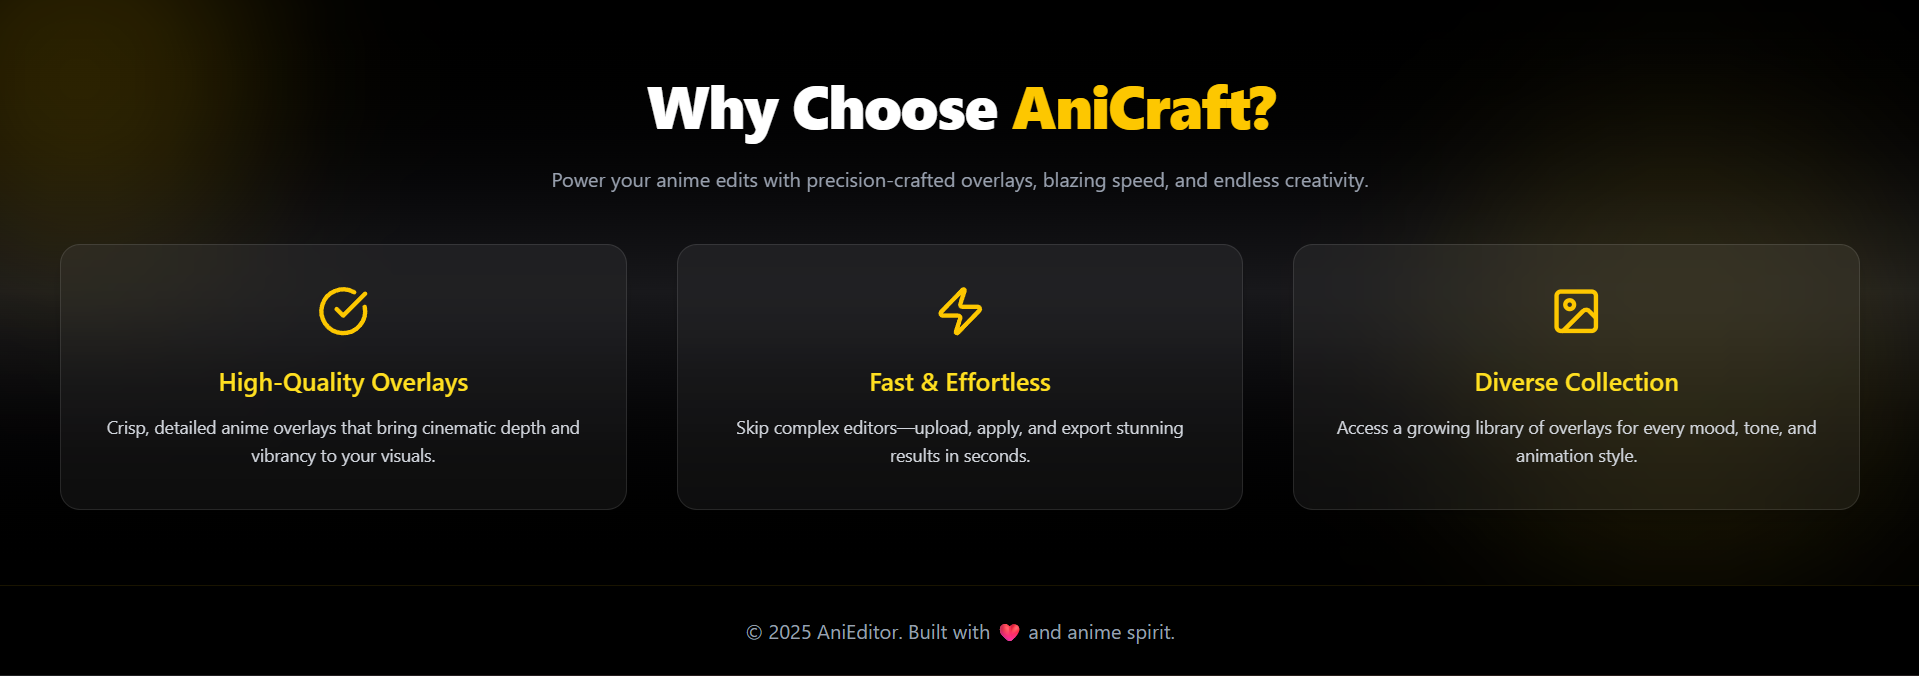 Why Choose AniCraft?
Power your anime edits with precision-crafted overlays, blazing speed, and endless creativity.
High-Quality Overlays
Crisp, detailed anime overlays that bring cinematic depth and
vibrancy to your visuals.
Fast & Effortless
Skip complex editors—upload, apply, and export stunning
results in seconds.
Diverse Collection
Access a growing library of overlays for every mood, tone, and
animation style.
© 2025 AniEditor. Built with 💖 and anime spirit.